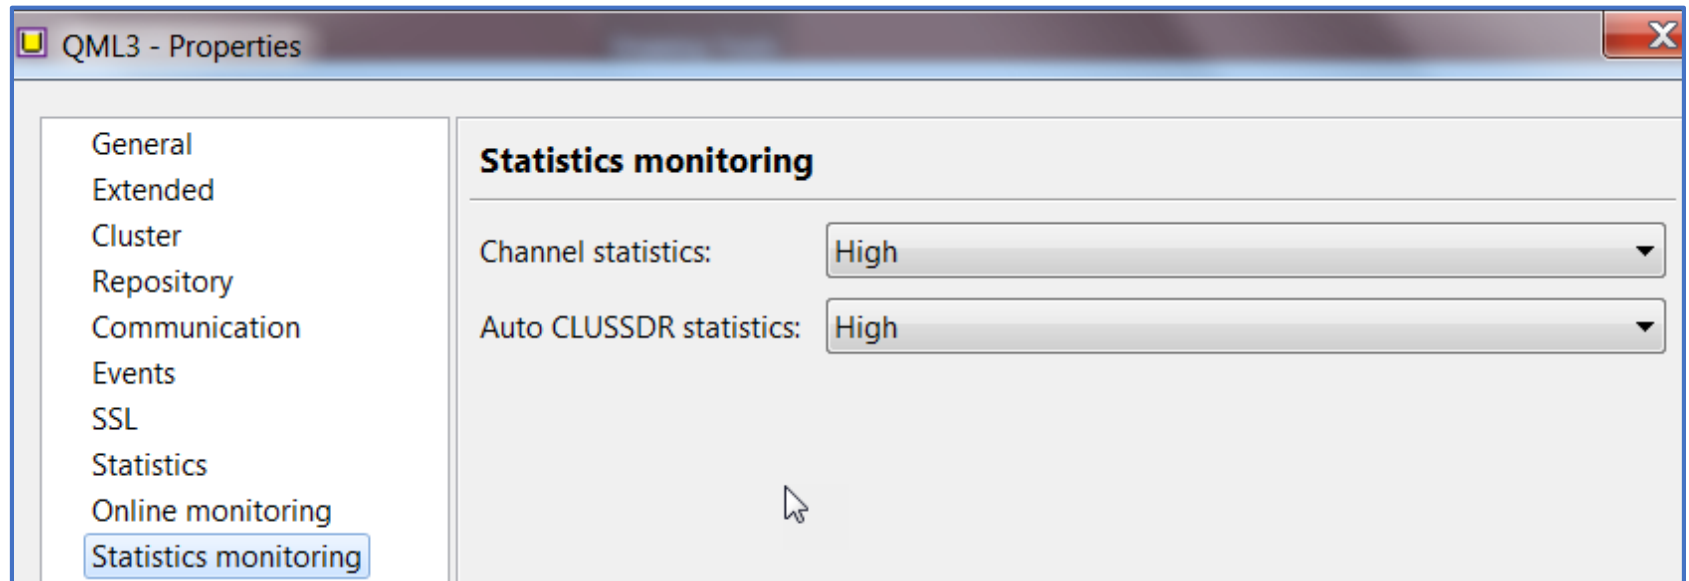 QML3 - Properties
General
Extended
Cluster
Repository
Communication
Events
SSL
Statistics
Online monitoring
Statistics monitoring
Statistics monitoring
Channel statistics: High
Auto CLUSSDR statistics: High